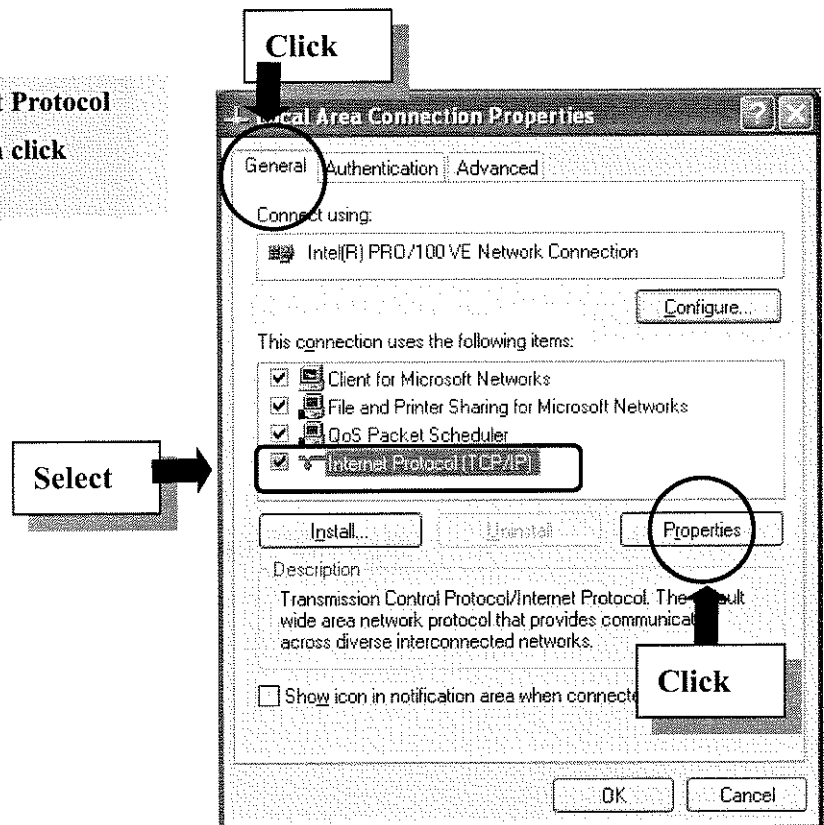 Click
t Protocol
click
Local Area Connection Properties
General Authentication Advanced
Connect using:
Intel(R) PRO/100 VE Network Connection
Configure...
This connection uses the following items:
Client for Microsoft Networks
File and Printer Sharing for Microsoft Networks
QoS Packet Scheduler
Internet Protocol (TCP/IP)
Select
Install... Uninstall Properties
Description
Transmission Control Protocol/Internet Protocol. The default
wide area network protocol that provides communicat
across diverse interconnected networks.
Click
Show icon in notification area when connecte
OK Cancel